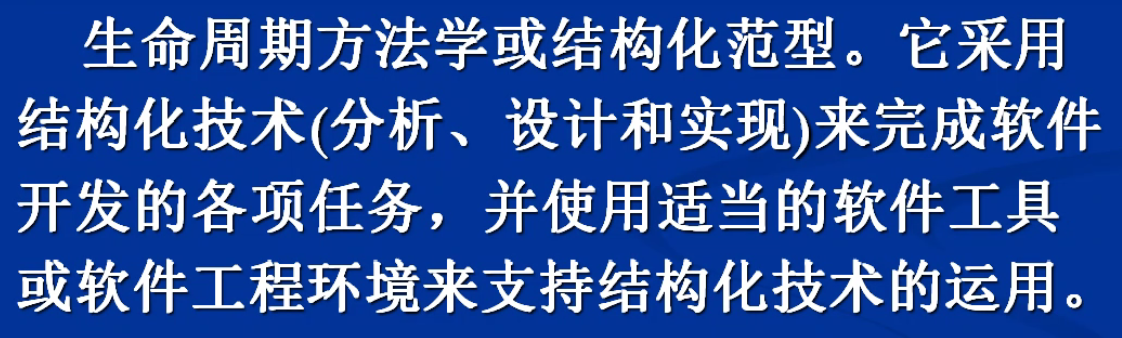 生命周期方法学或结构化范型。它采用
结构化技术(分析、设计和实现)来完成软件
开发的各项任务，并使用适当的软件工具
或软件工程环境来支持结构化技术的运用。